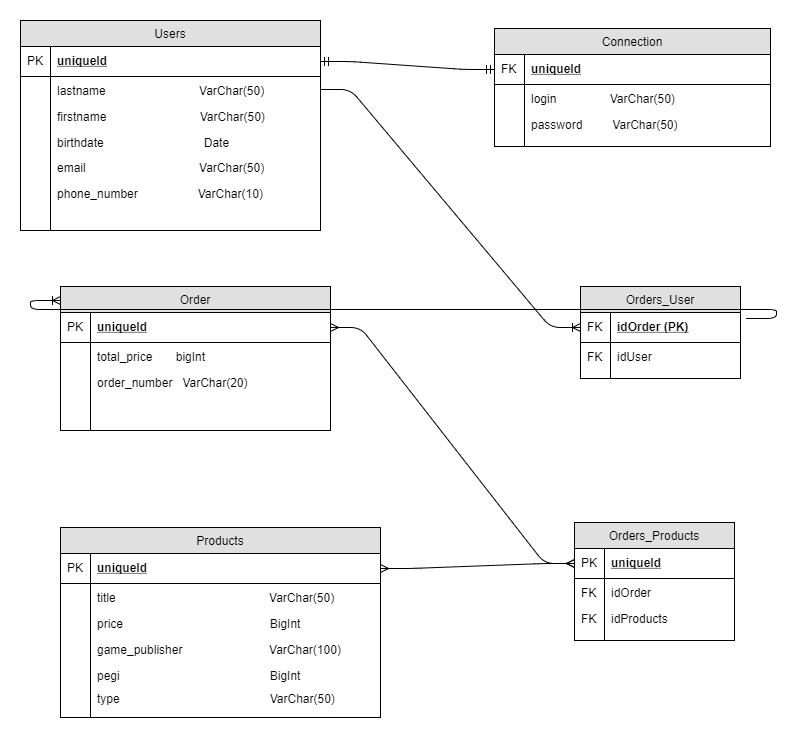 Users
PK uniqueId
lastname VarChar(50)
firstname VarChar(50)
birthdate Date
email VarChar(50)
phone_number VarChar(10)
Connection
FK uniqueId
login VarChar(50)
password VarChar(50)
Order
PK uniqueId
total_price bigInt
order_number VarChar(20)
Orders_User
FK idOrder (PK)
FK idUser
Products
PK uniqueId
title VarChar(50)
price BigInt
game_publisher VarChar(100)
pegi BigInt
type VarChar(50)
Orders_Products
PK uniqueId
FK idOrder
FK idProducts